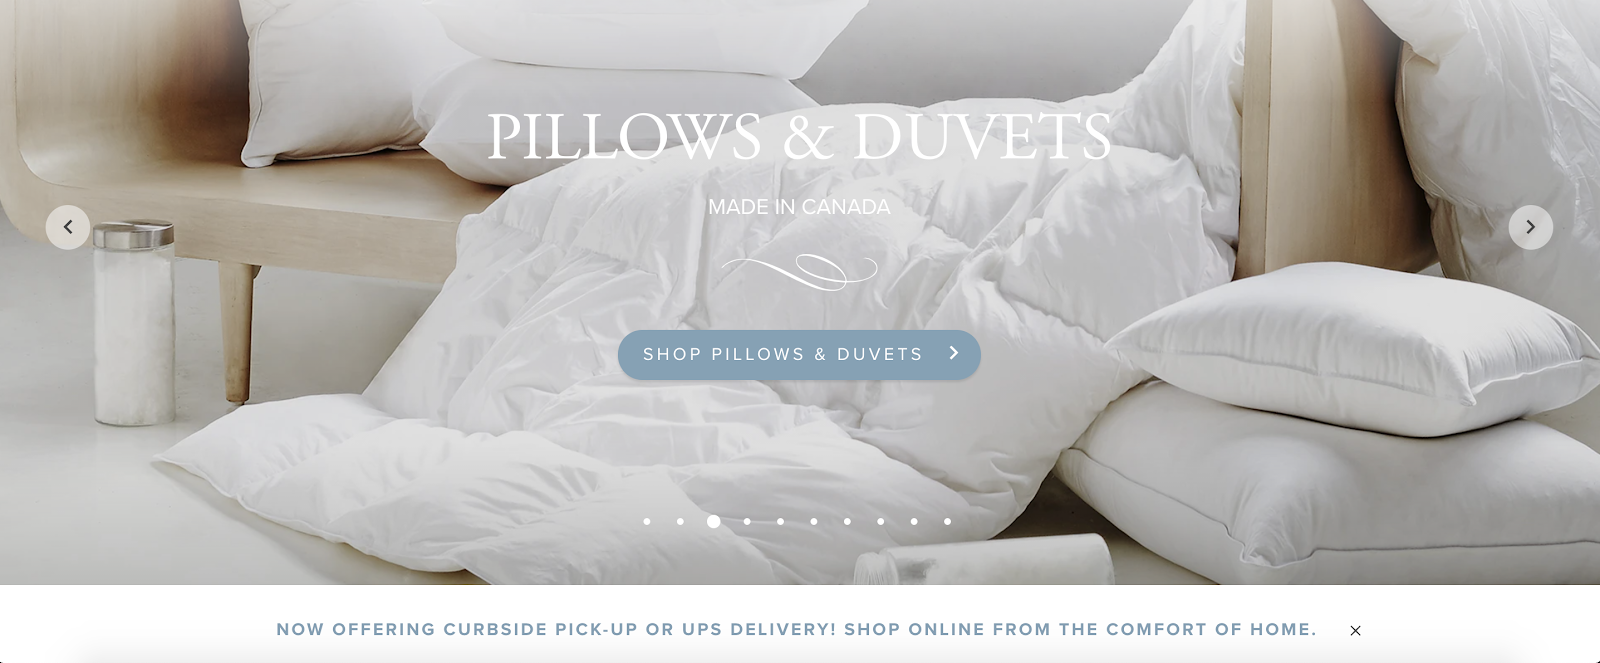 PILLOWS & DUVETS
MADE IN CANADA
SHOP PILLOWS & DUVETS
NOW OFFERING CURBSIDE PICK-UP OR UPS DELIVERY! SHOP ONLINE FROM THE COMFORT OF HOME.